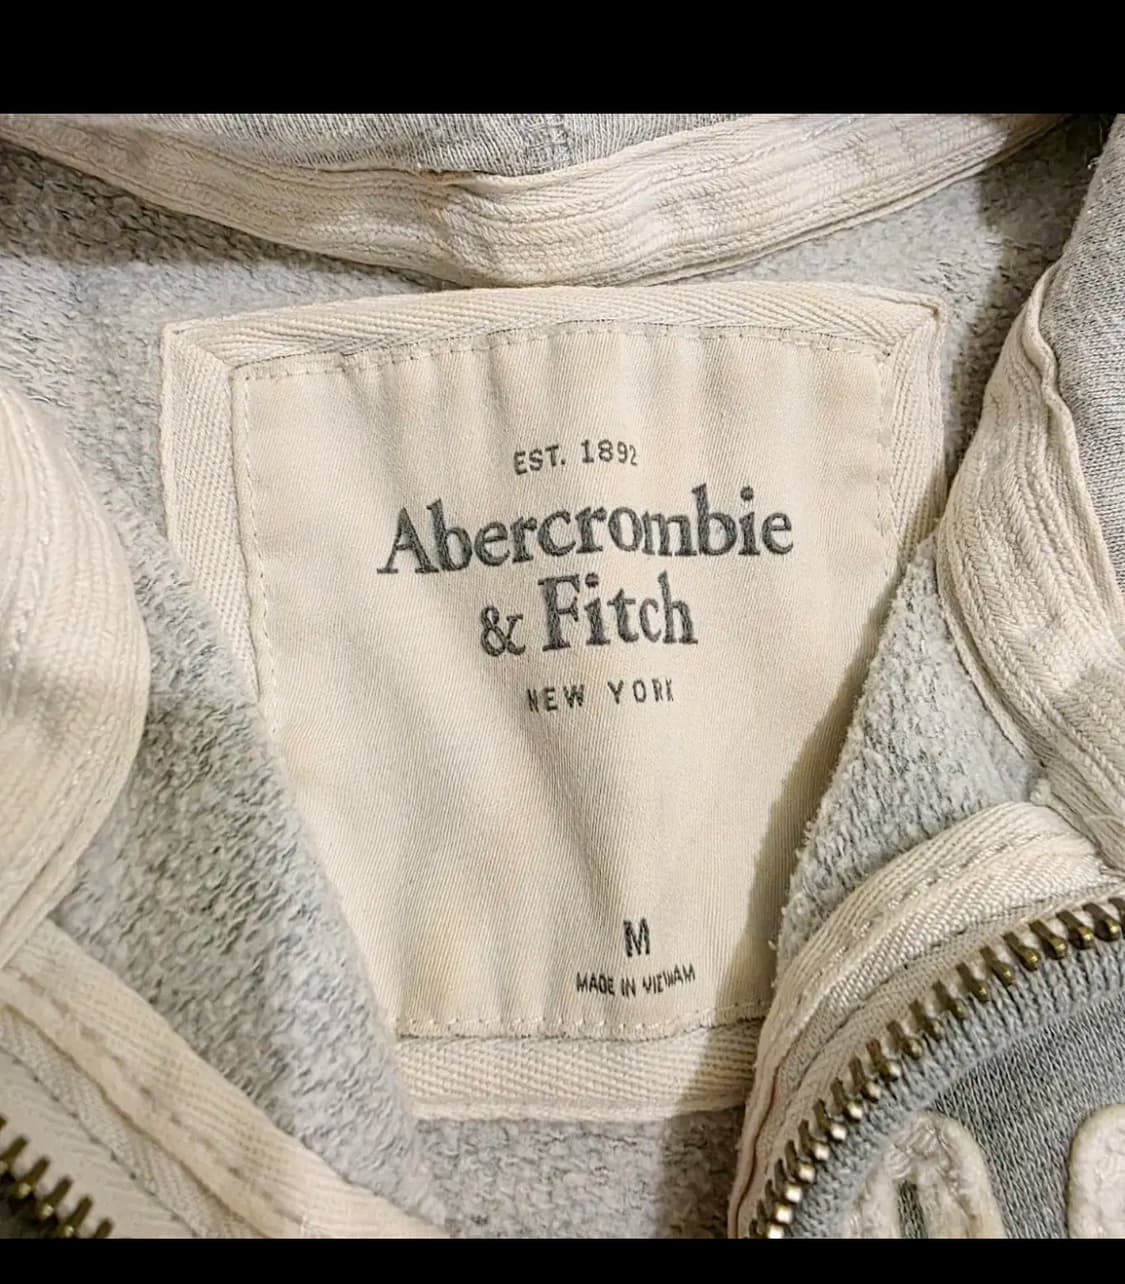 EST. 1892
Abercrombie
& Fitch
NEW YORK
M
MADE IN VIETNAM